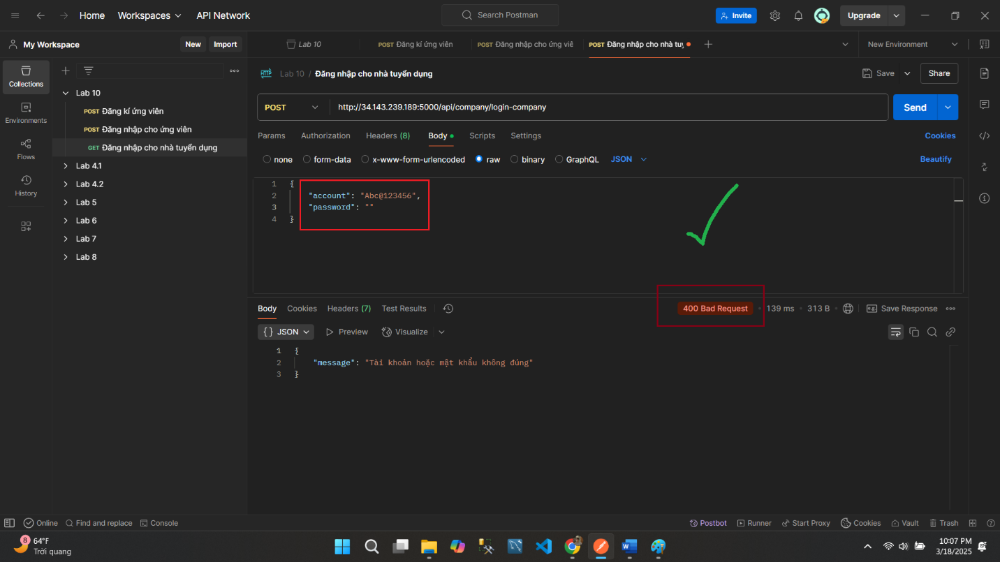 Home Workspaces API Network Search Postman Invite Upgrade
My Workspace New Import Lab 10 POST Đăng kí ứng viên POST Đăng nhập cho ứng viê POST Đăng nhập cho nhà tuy New Environment
Collections
HTTP Lab 10 / Đăng nhập cho nhà tuyển dụng Save Share
Lab 10
POST Đăng kí ứng viên
POST Đăng nhập cho ứng viên
GET Đăng nhập cho nhà tuyển dụng
Lab 4.1
Lab 4.2
Lab 5
Lab 6
Lab 7
Lab 8
Environments
Flows
History
POST http://34.143.239.189:5000/api/company/login-company Send
Params Authorization Headers (8) Body Scripts Settings Cookies
none form-data x-www-form-urlencoded raw binary GraphQL JSON Beautify
1 {
2 "account": "Abc@123456",
3 "password": ""
4 }
Body Cookies Headers (7) Test Results 400 Bad Request 139 ms 313 B e.g. Save Response
{} JSON Preview Visualize
1 {
2 "message": "Tài khoản hoặc mật khẩu không đúng"
3 }
Online Find and replace Console Postbot Runner Start Proxy Cookies Vault Trash
8 64°F
Trời quang
10:07 PM
3/18/2025